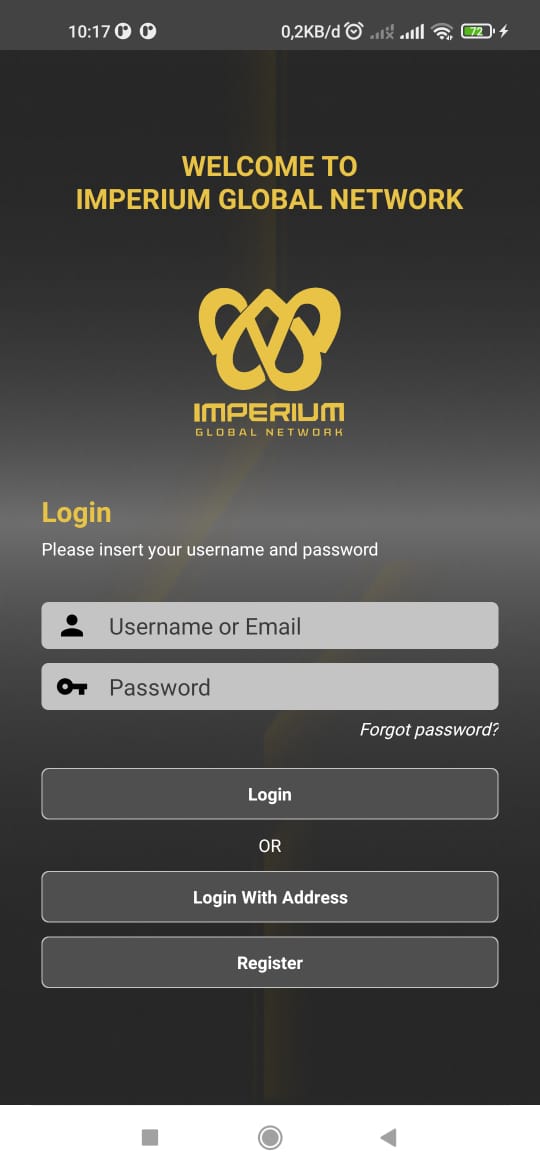 10:17
0,2KB/d
72
WELCOME TO
IMPERIUM GLOBAL NETWORK
IMPERIUM
GLOBAL NETWORK
Login
Please insert your username and password
Username or Email
Password
Forgot password?
Login
OR
Login With Address
Register